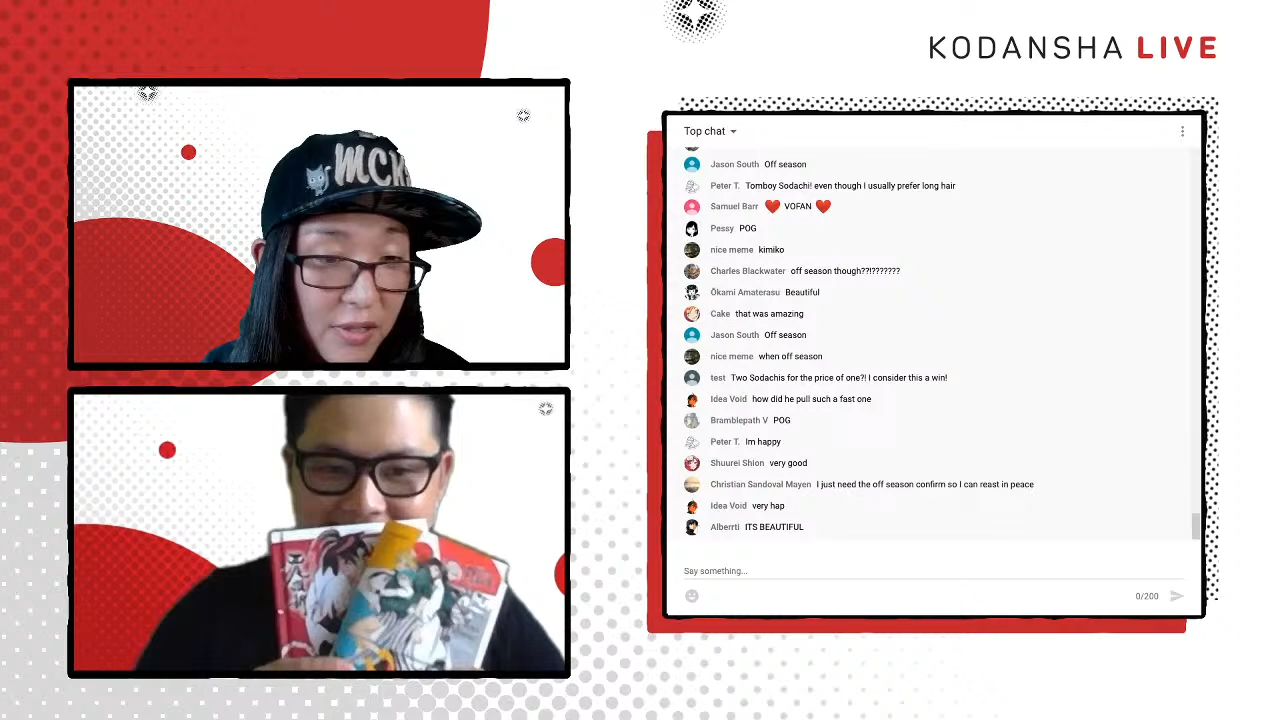 KODANSHA LIVE
MCK
Top chat
Jason South Off season
Peter T. Tomboy Sodachi! even though I usually prefer long hair
Samuel Barr ❤️ VOFAN ❤️
Pessy POG
nice meme kimiko
Charles Blackwater off season though??!???????
Ōkami Amaterasu Beautiful
Cake that was amazing
Jason South Off season
nice meme when off season
test Two Sodachis for the price of one?! I consider this a win!
Idea Void how did he pull such a fast one
Bramblepath V POG
Peter T. Im happy
Shuurei Shion very good
Christian Sandoval Mayen I just need the off season confirm so I can reast in peace
Idea Void very hap
Alberrti ITS BEAUTIFUL
Say something...
0/200